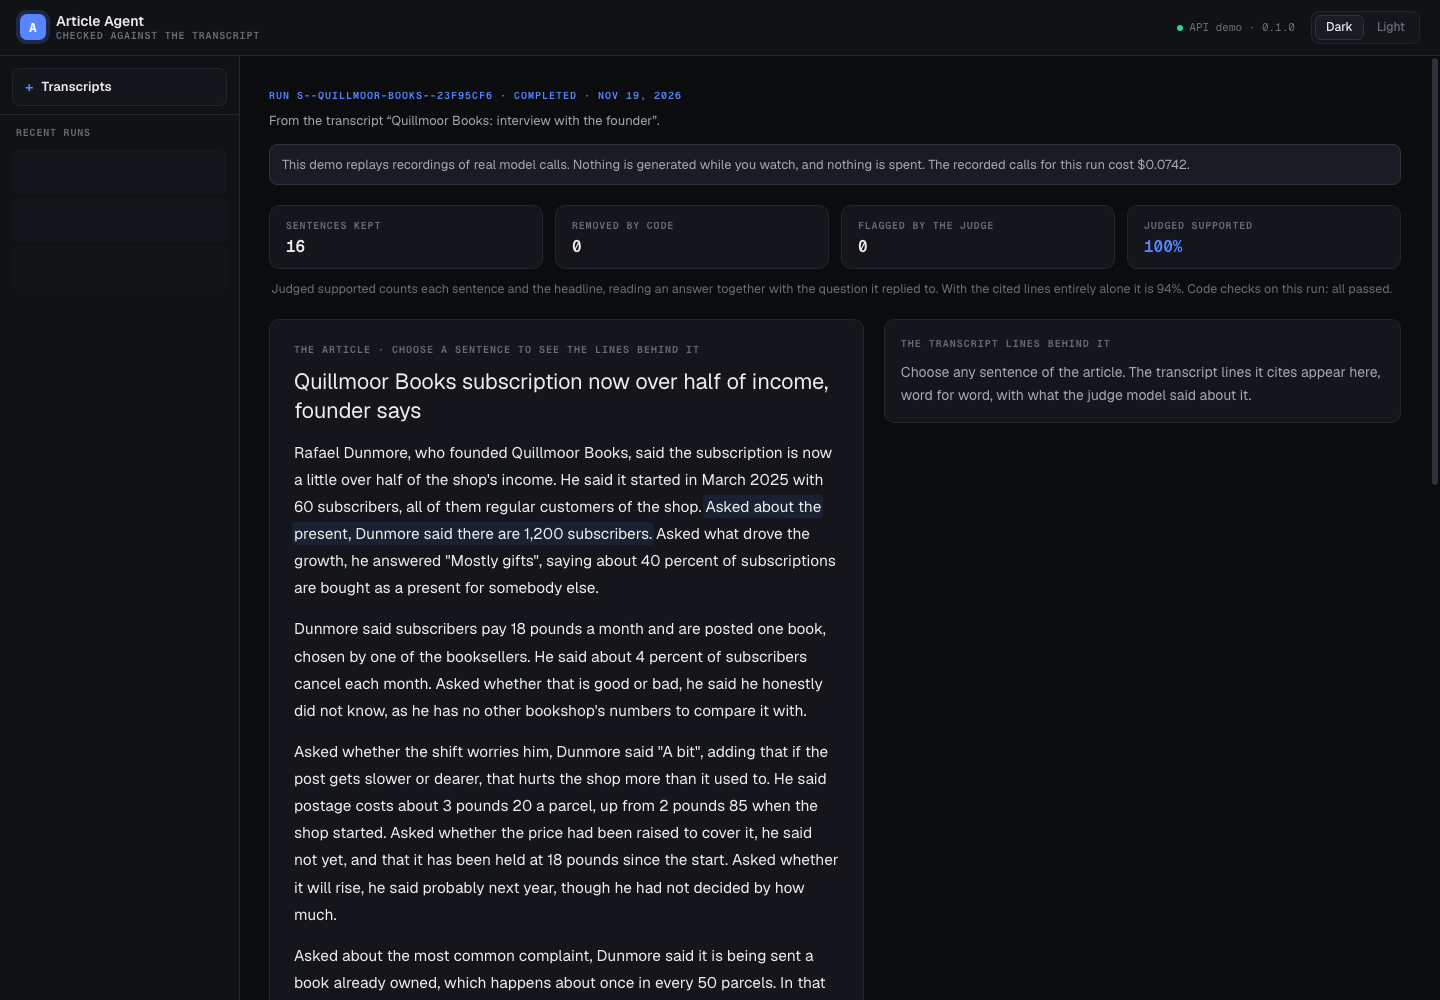 A
Article Agent
CHECKED AGAINST THE TRANSCRIPT
API demo · 0.1.0
Dark
Light
+ Transcripts
RECENT RUNS
RUN S--QUILLMOOR-BOOKS--23F95CF6 · COMPLETED · NOV 19, 2026
From the transcript “Quillmoor Books: interview with the founder”.
This demo replays recordings of real model calls. Nothing is generated while you watch, and nothing is spent. The recorded calls for this run cost $0.0742.
SENTENCES KEPT
16
REMOVED BY CODE
0
FLAGGED BY THE JUDGE
0
JUDGED SUPPORTED
100%
Judged supported counts each sentence and the headline, reading an answer together with the question it replied to. With the cited lines entirely alone it is 94%. Code checks on this run: all passed.
THE ARTICLE · CHOOSE A SENTENCE TO SEE THE LINES BEHIND IT
Quillmoor Books subscription now over half of income,
founder says
Rafael Dunmore, who founded Quillmoor Books, said the subscription is now
a little over half of the shop's income. He said it started in March 2025 with
60 subscribers, all of them regular customers of the shop. Asked about the
present, Dunmore said there are 1,200 subscribers. Asked what drove the
growth, he answered "Mostly gifts", saying about 40 percent of subscriptions
are bought as a present for somebody else.
Dunmore said subscribers pay 18 pounds a month and are posted one book,
chosen by one of the booksellers. He said about 4 percent of subscribers
cancel each month. Asked whether that is good or bad, he said he honestly
did not know, as he has no other bookshop's numbers to compare it with.
Asked whether the shift worries him, Dunmore said "A bit", adding that if the
post gets slower or dearer, that hurts the shop more than it used to. He said
postage costs about 3 pounds 20 a parcel, up from 2 pounds 85 when the
shop started. Asked whether the price had been raised to cover it, he said
not yet, and that it has been held at 18 pounds since the start. Asked whether
it will rise, he said probably next year, though he had not decided by how
much.
Asked about the most common complaint, Dunmore said it is being sent a
book already owned, which happens about once in every 50 parcels. In that
THE TRANSCRIPT LINES BEHIND IT
Choose any sentence of the article. The transcript lines it cites appear here,
word for word, with what the judge model said about it.